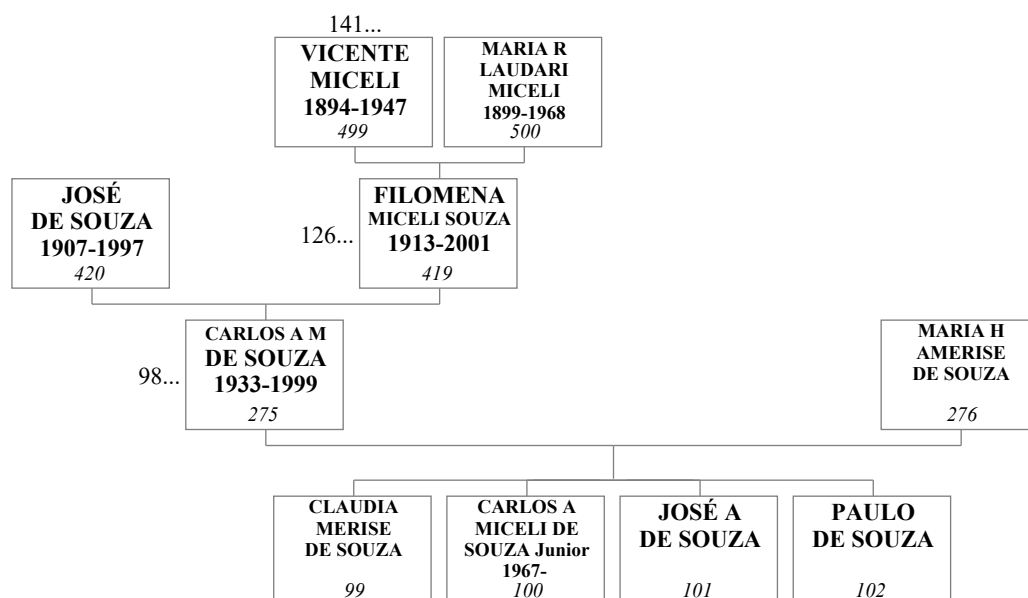 141...
VICENTE
MICELI
1894-1947
499
MARIA R
LAUDARI
MICELI
1899-1968
500
JOSÉ
DE SOUZA
1907-1997
420
126...
FILOMENA
MICELI SOUZA
1913-2001
419
98...
CARLOS A M
DE SOUZA
1933-1999
275
MARIA H
AMERISE
DE SOUZA
276
CLAUDIA
MERISE
DE SOUZA
99
CARLOS A
MICELI DE
SOUZA Junior
1967-
100
JOSÉ A
DE SOUZA
101
PAULO
DE SOUZA
102